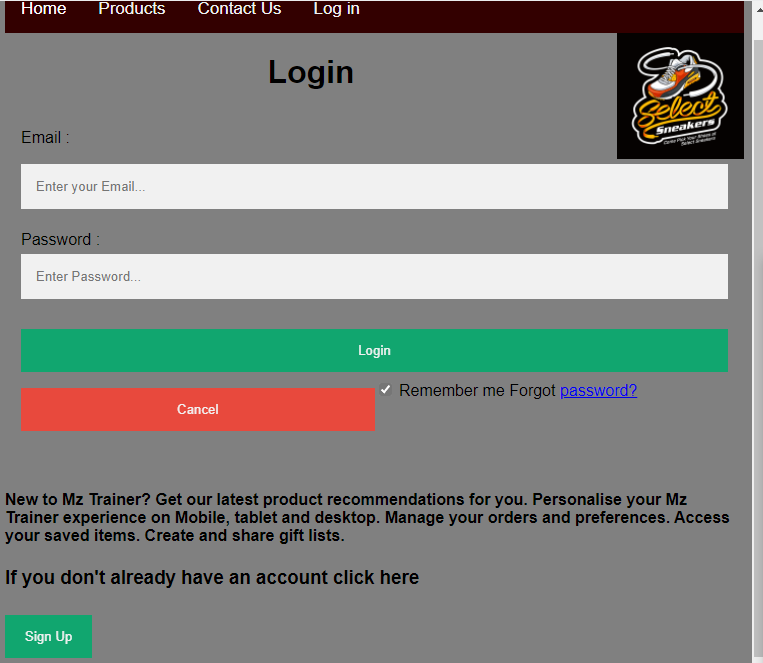 Home Products Contact Us Log in
Login
Select
Sneakers
Email :
Enter your Email...
Password :
Enter Password...
Login
Cancel
Remember me Forgot password?
New to Mz Trainer? Get our latest product recommendations for you. Personalise your Mz
Trainer experience on Mobile, tablet and desktop. Manage your orders and preferences. Access
your saved items. Create and share gift lists.
If you don't already have an account click here
Sign Up